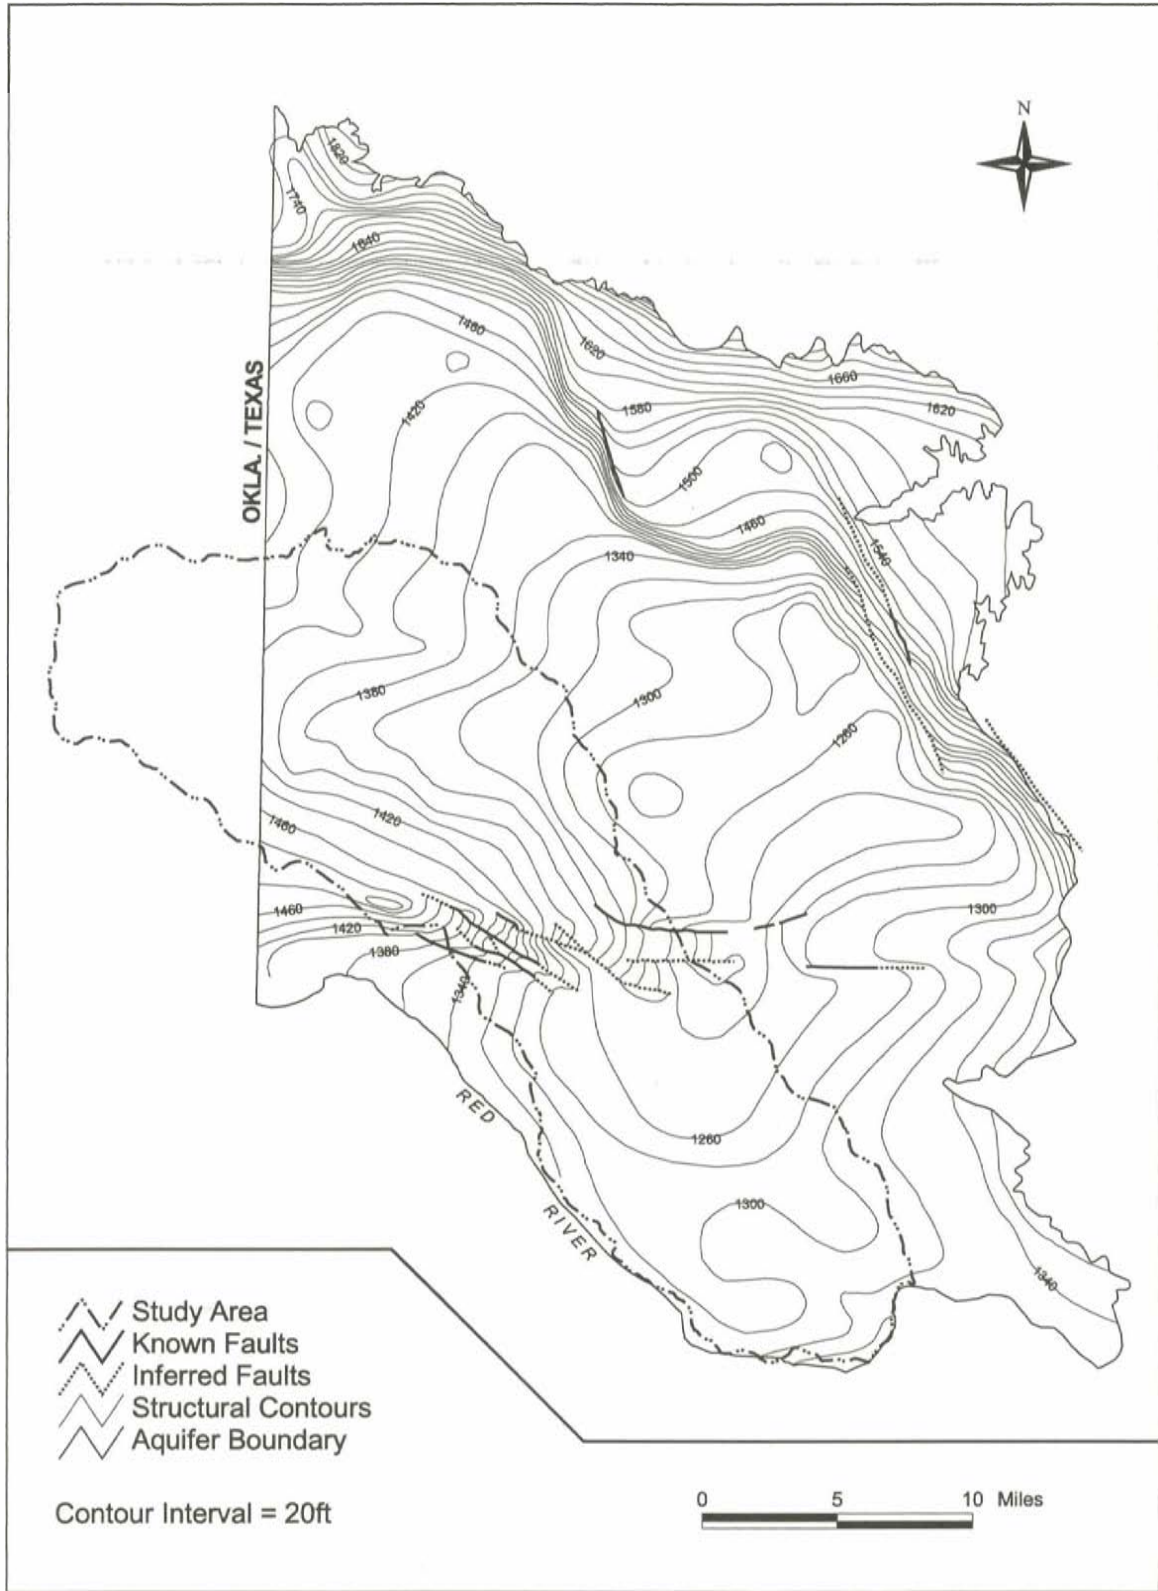 N
1820
1740
1640
1460
1620
1660
1580
1620
1420
1500
1460
1540
1340
OKLA. / TEXAS
1380
1300
1260
1420
1460
1460
1420
1300
1380
1340
RED
RIVER
1260
1300
1340
Study Area
Known Faults
Inferred Faults
Structural Contours
Aquifer Boundary
Contour Interval = 20ft
0 5 10 Miles